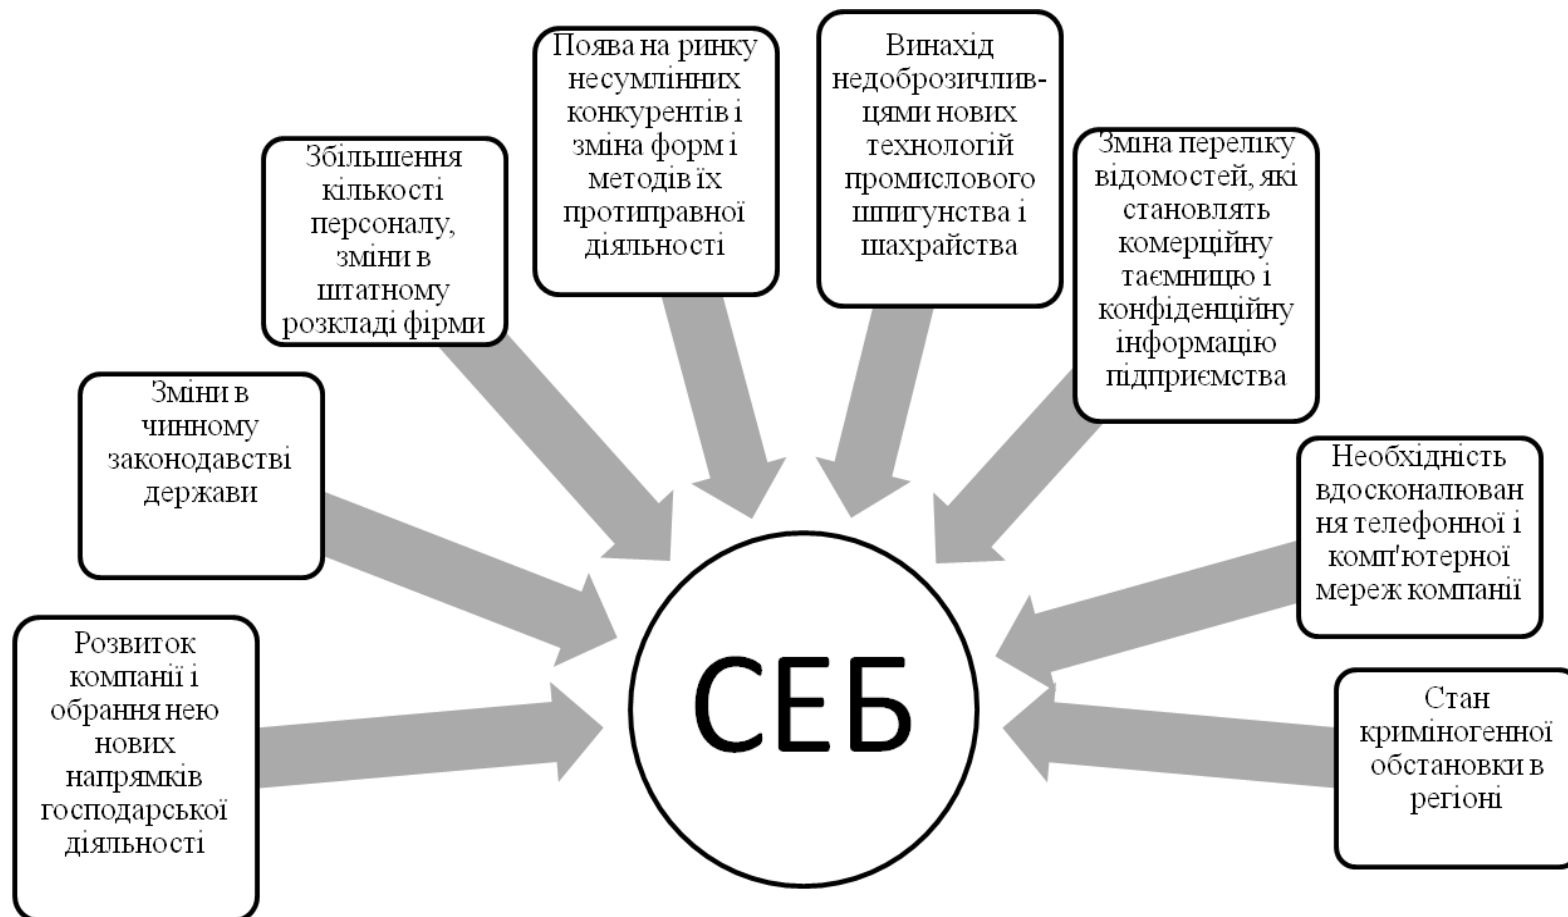 Розвиток
компанії і
обрання нею
нових
напрямків
господарської
діяльності
Зміни в
чинному
законодавстві
держави
Збільшення
кількості
персоналу,
зміни в
штатному
розкладі фірми
Поява на ринку
несумлінних
конкурентів і
зміна форм і
методів їх
протиправної
діяльності
Винахід
недоброзичлив-
цями нових
технологій
промислового
шпигунства і
шахрайства
Зміна переліку
відомостей, які
становлять
комерційну
таємницю і
конфіденційну
інформацію
підприємства
Необхідність
вдосконалюван
ня телефонної і
комп'ютерної
мереж компанії
Стан
криміногенної
обстановки в
регіоні
СЕБ